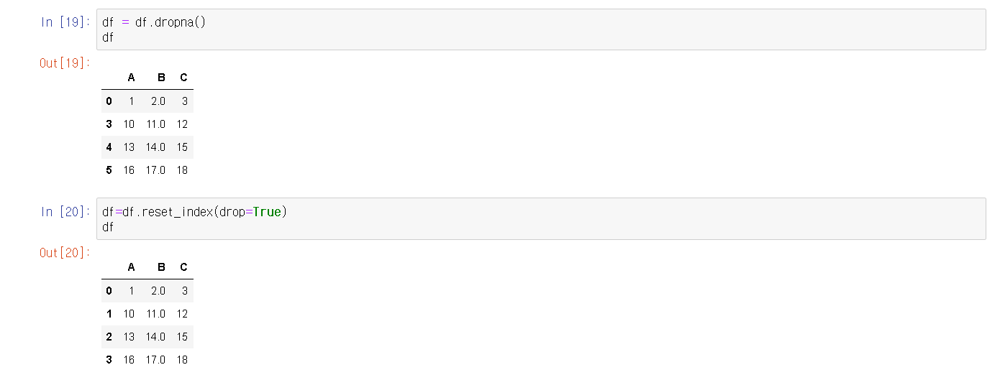 In [19]: df = df.dropna()
df
Out[19]:
A B C
0 1 2.0 3
3 10 11.0 12
4 13 14.0 15
5 16 17.0 18
In [20]: df=df.reset_index(drop=True)
df
Out[20]:
A B C
0 1 2.0 3
1 10 11.0 12
2 13 14.0 15
3 16 17.0 18